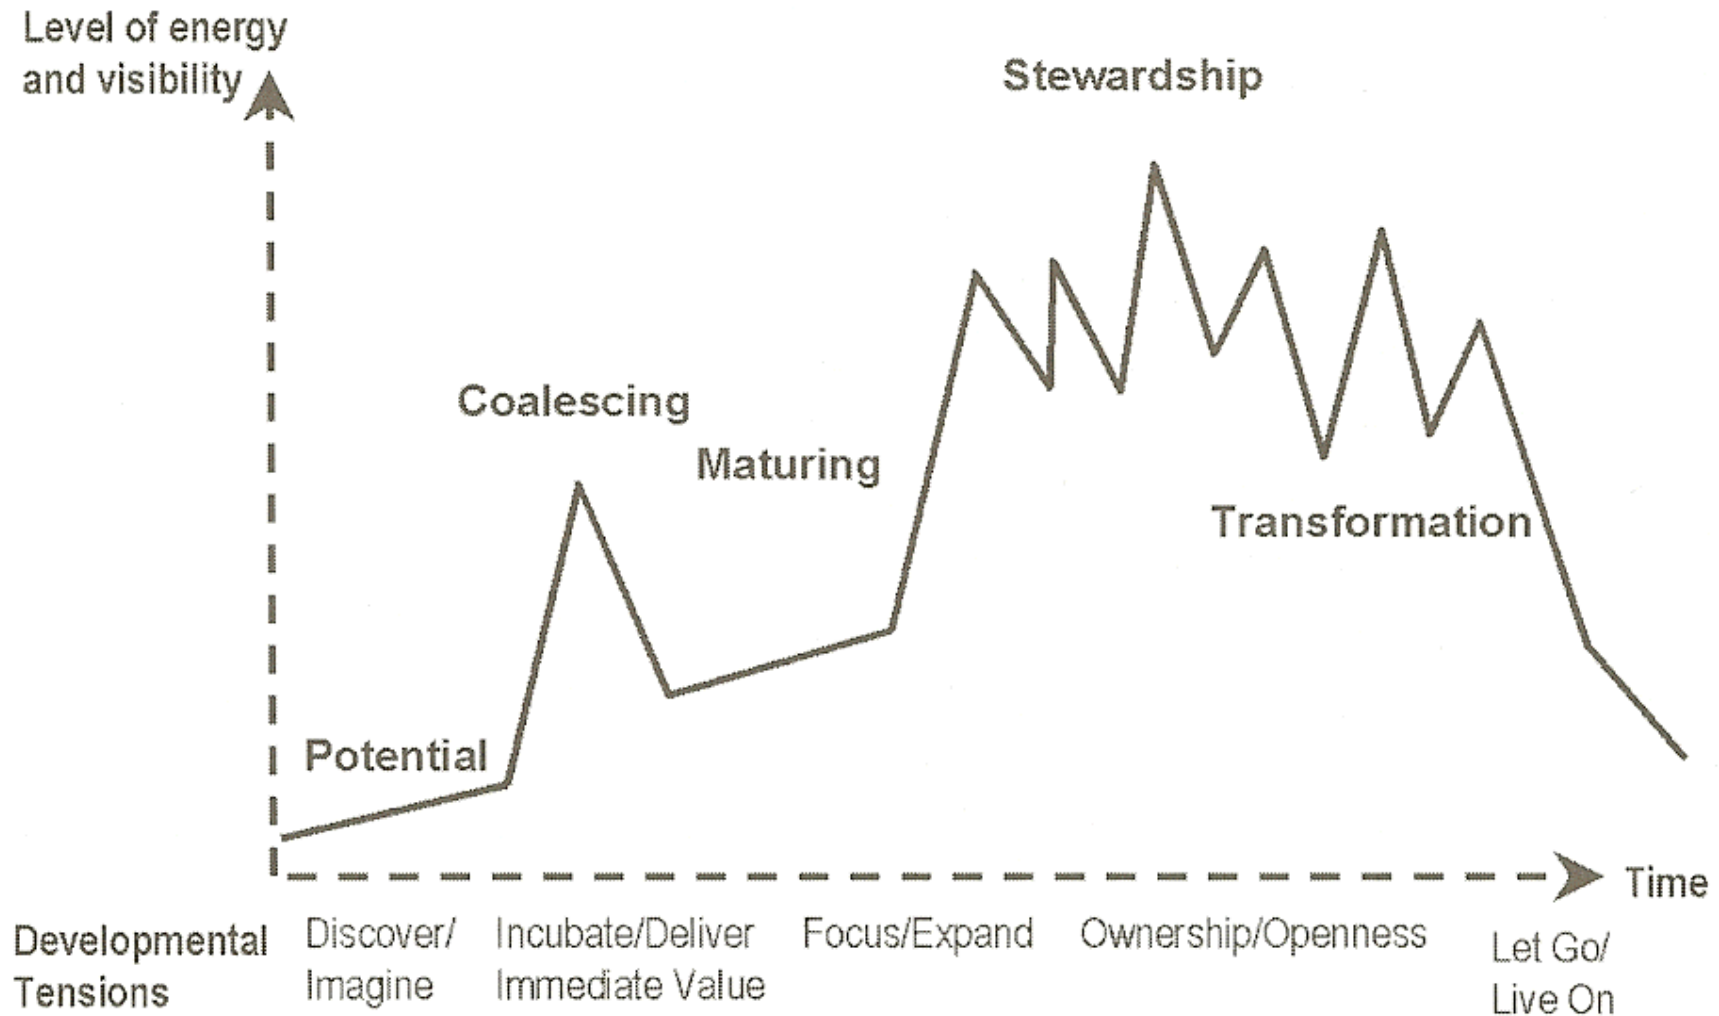 Level of energy
and visibility
Stewardship
Coalescing
Maturing
Transformation
Potential
Time
Developmental
Tensions
Discover/
Imagine
Incubate/Deliver
Immediate Value
Focus/Expand
Ownership/Openness
Let Go/
Live On